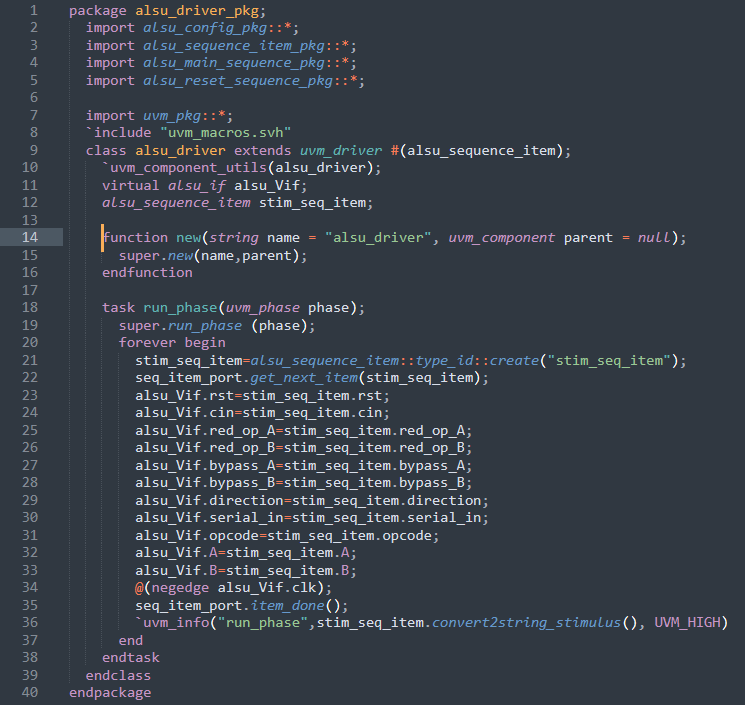 1 package alsu_driver_pkg;
2   import alsu_config_pkg::*;
3   import alsu_sequence_item_pkg::*;
4   import alsu_main_sequence_pkg::*;
5   import alsu_reset_sequence_pkg::*;
6
7   import uvm_pkg::*;
8   `include "uvm_macros.svh"
9   class alsu_driver extends uvm_driver #(alsu_sequence_item);
10     `uvm_component_utils(alsu_driver);
11     virtual alsu_if alsu_Vif;
12     alsu_sequence_item stim_seq_item;
13
14     function new(string name = "alsu_driver", uvm_component parent = null);
15       super.new(name,parent);
16     endfunction
17
18     task run_phase(uvm_phase phase);
19       super.run_phase (phase);
20       forever begin
21         stim_seq_item=alsu_sequence_item::type_id::create("stim_seq_item");
22         seq_item_port.get_next_item(stim_seq_item);
23         alsu_Vif.rst=stim_seq_item.rst;
24         alsu_Vif.cin=stim_seq_item.cin;
25         alsu_Vif.red_op_A=stim_seq_item.red_op_A;
26         alsu_Vif.red_op_B=stim_seq_item.red_op_B;
27         alsu_Vif.bypass_A=stim_seq_item.bypass_A;
28         alsu_Vif.bypass_B=stim_seq_item.bypass_B;
29         alsu_Vif.direction=stim_seq_item.direction;
30         alsu_Vif.serial_in=stim_seq_item.serial_in;
31         alsu_Vif.opcode=stim_seq_item.opcode;
32         alsu_Vif.A=stim_seq_item.A;
33         alsu_Vif.B=stim_seq_item.B;
34         @(negedge alsu_Vif.clk);
35         seq_item_port.item_done();
36         `uvm_info("run_phase",stim_seq_item.convert2string_stimulus(), UVM_HIGH)
37       end
38     endtask
39   endclass
40 endpackage